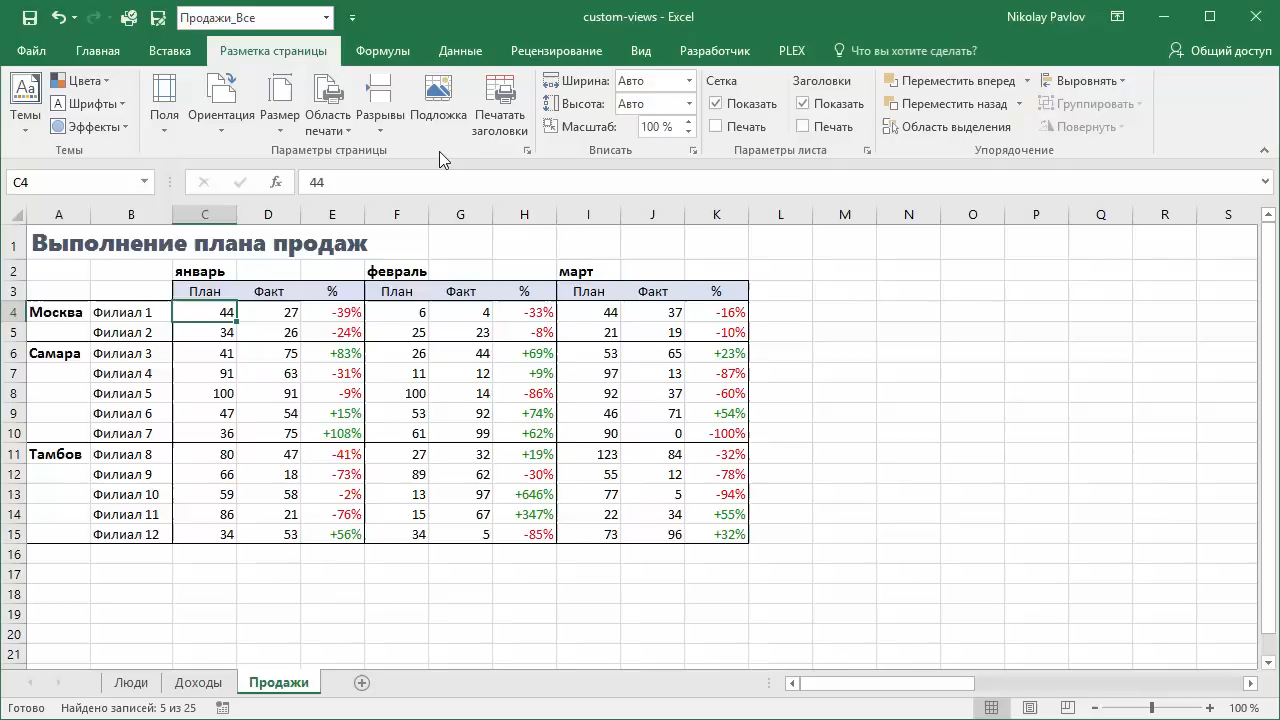 Продажи_Все
custom-views - Excel
Nikolay Pavlov
Файл Главная Вставка Разметка страницы Формулы Данные Рецензирование Вид Разработчик PLEX Что вы хотите сделать? Общий доступ
Aa Цвета Ширина: Авто Сетка Заголовки Переместить вперед Выровнять
A Шрифты Высота: Авто Показать Показать Переместить назад Группировать
Темы Эффекты Поля Ориентация Размер Область печати Разрывы Подложка Печатать заголовки Масштаб: 100 % Печать Печать Область выделения Повернуть
Темы Параметры страницы Вписать Параметры листа Упорядочение
C4 fx 44
A B C D E F G H I J K L M N O P Q R S
1 Выполнение плана продаж
2 январь февраль март
3 План Факт % План Факт % План Факт %
4 Москва Филиал 1 44 27 -39% 6 4 -33% 44 37 -16%
5 Филиал 2 34 26 -24% 25 23 -8% 21 19 -10%
6 Самара Филиал 3 41 75 +83% 26 44 +69% 53 65 +23%
7 Филиал 4 91 63 -31% 11 12 +9% 97 13 -87%
8 Филиал 5 100 91 -9% 100 14 -86% 92 37 -60%
9 Филиал 6 47 54 +15% 53 92 +74% 46 71 +54%
10 Филиал 7 36 75 +108% 61 99 +62% 90 0 -100%
11 Тамбов Филиал 8 80 47 -41% 27 32 +19% 123 84 -32%
12 Филиал 9 66 18 -73% 89 62 -30% 55 12 -78%
13 Филиал 10 59 58 -2% 13 97 +646% 77 5 -94%
14 Филиал 11 86 21 -76% 15 67 +347% 22 34 +55%
15 Филиал 12 34 53 +56% 34 5 -85% 73 96 +32%
16
17
18
19
20
21
Люди Доходы Продажи
Готово Найдено записей: 5 из 25 100 %